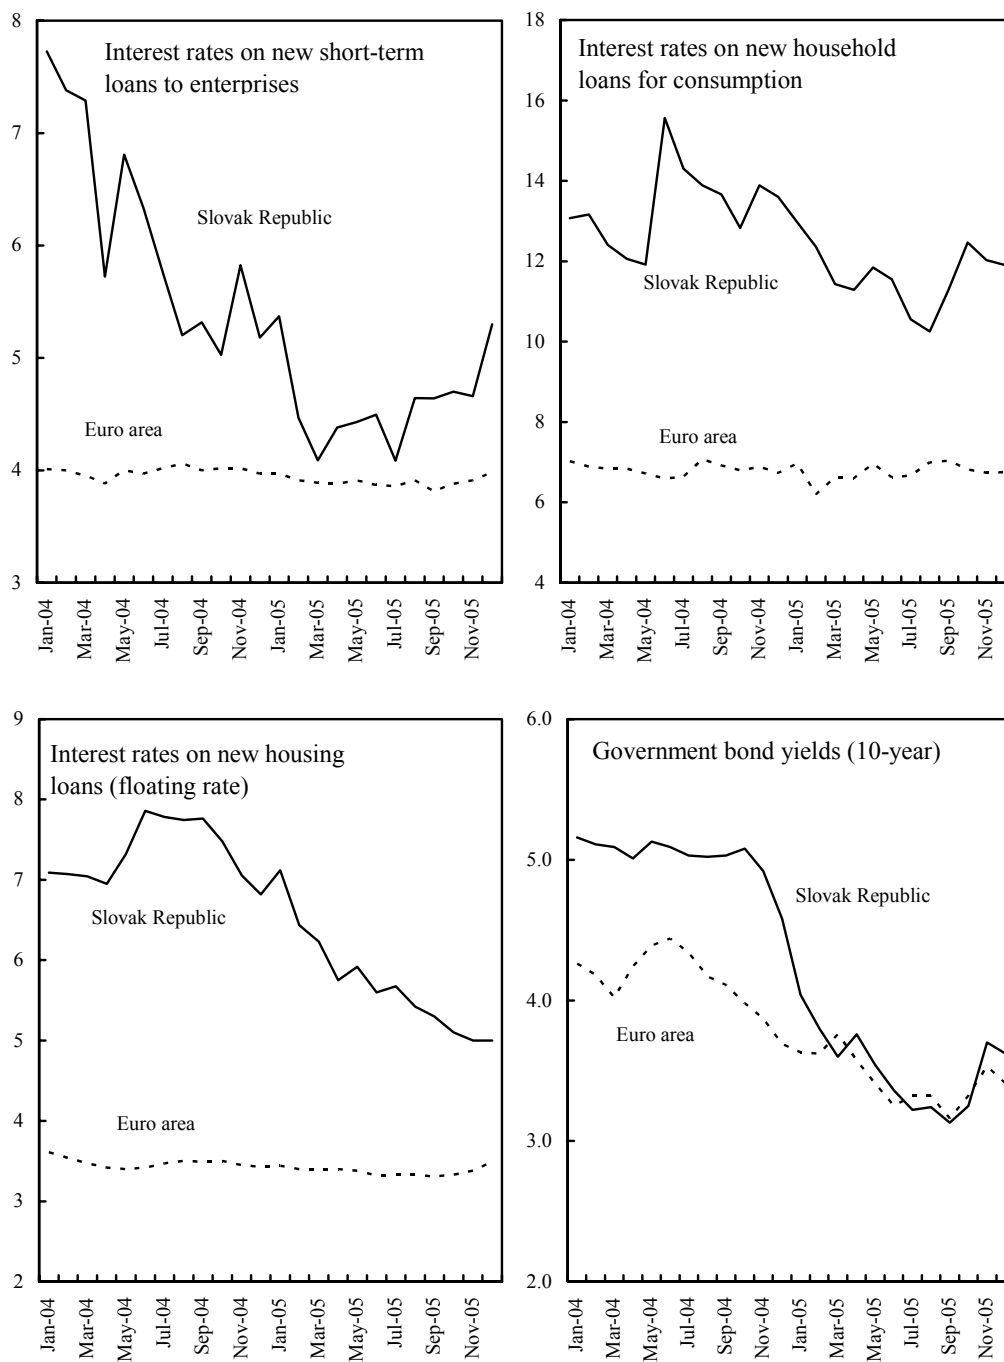 8
7
6
5
4
3
Interest rates on new short-term
loans to enterprises
Slovak Republic
Euro area
Jan-04
Mar-04
May-04
Jul-04
Sep-04
Nov-04
Jan-05
Mar-05
May-05
Jul-05
Sep-05
Nov-05
18
16
14
12
10
8
6
4
Interest rates on new household
loans for consumption
Slovak Republic
Euro area
Jan-04
Mar-04
May-04
Jul-04
Sep-04
Nov-04
Jan-05
Mar-05
May-05
Jul-05
Sep-05
Nov-05
9
8
7
6
5
4
3
2
Interest rates on new housing
loans (floating rate)
Slovak Republic
Euro area
Jan-04
Mar-04
May-04
Jul-04
Sep-04
Nov-04
Jan-05
Mar-05
May-05
Jul-05
Sep-05
Nov-05
6.0
5.0
4.0
3.0
2.0
Government bond yields (10-year)
Slovak Republic
Euro area
Jan-04
Mar-04
May-04
Jul-04
Sep-04
Nov-04
Jan-05
Mar-05
May-05
Jul-05
Sep-05
Nov-05